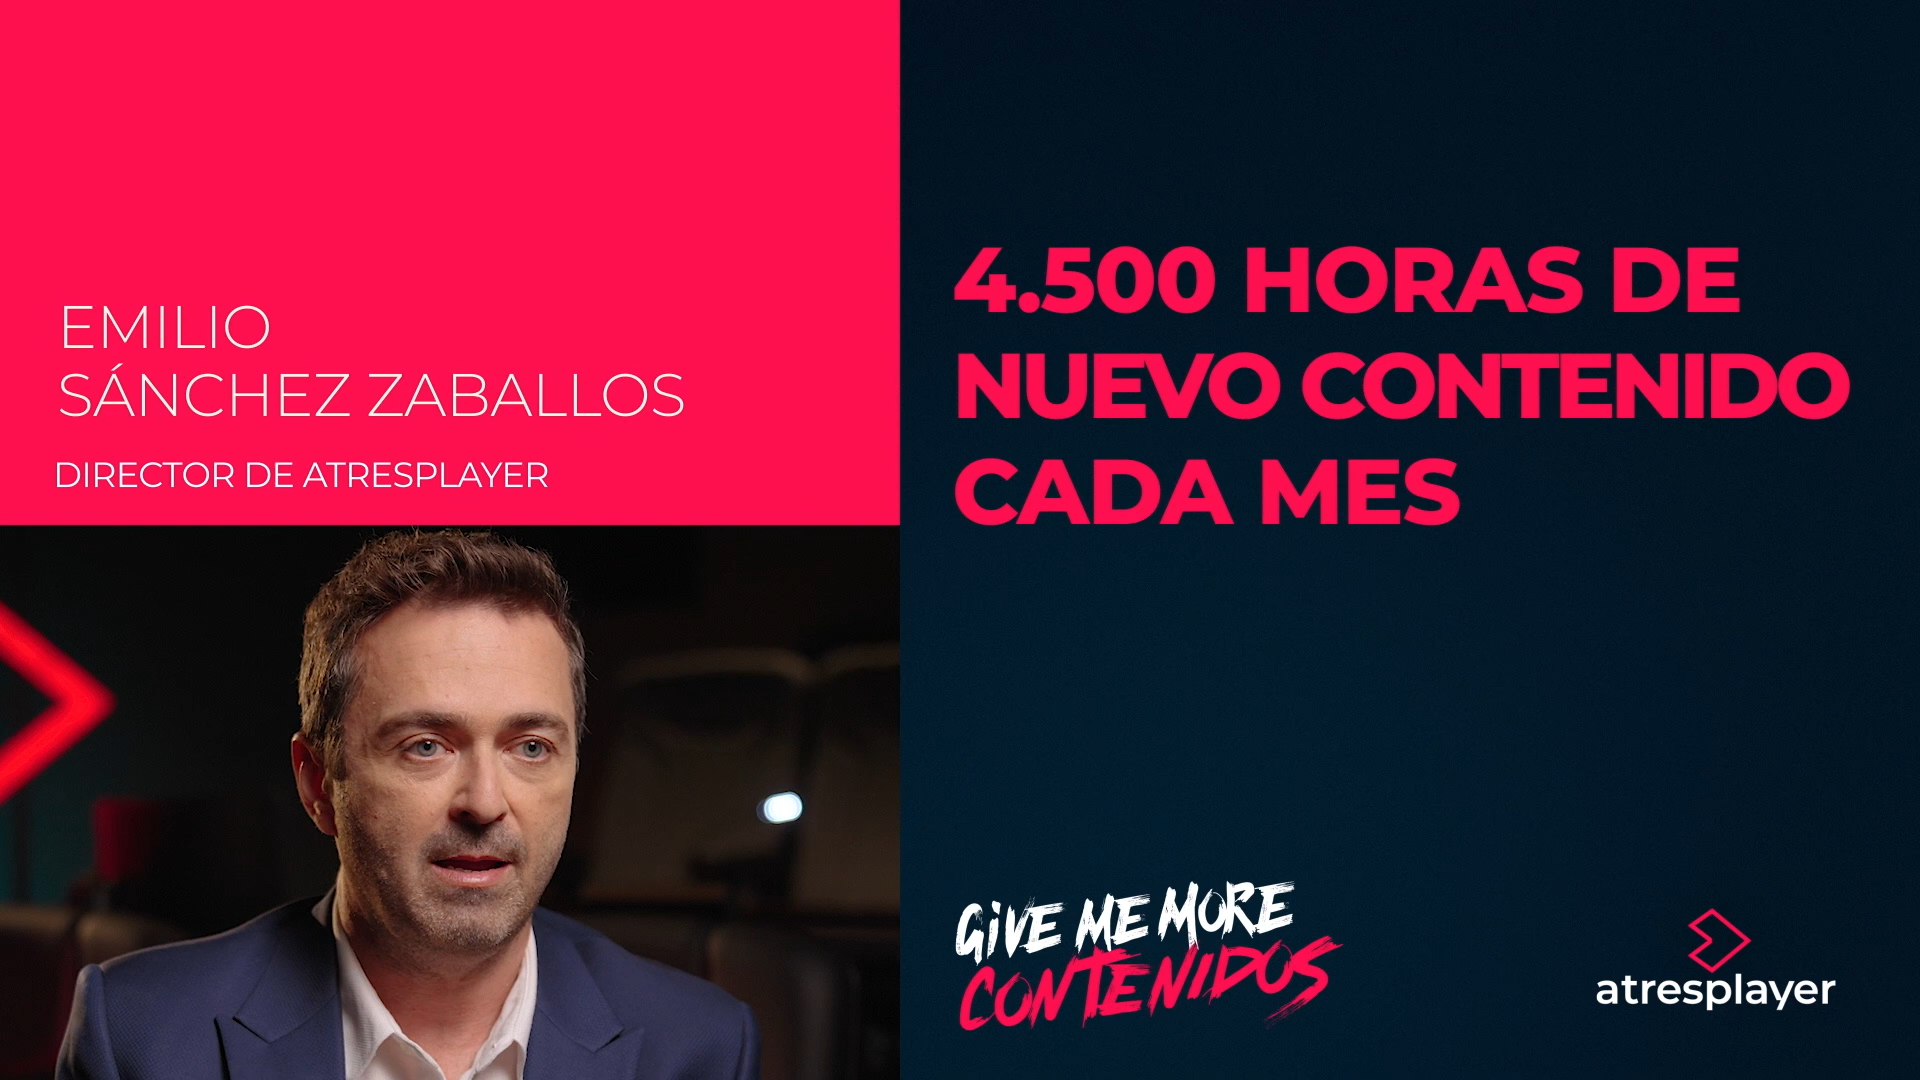 EMILIO
SÁNCHEZ ZABALLOS
DIRECTOR DE ATRESPLAYER
4.500 HORAS DE
NUEVO CONTENIDO
CADA MES
GiVE ME MORE
CONTENIDOS
atresplayer